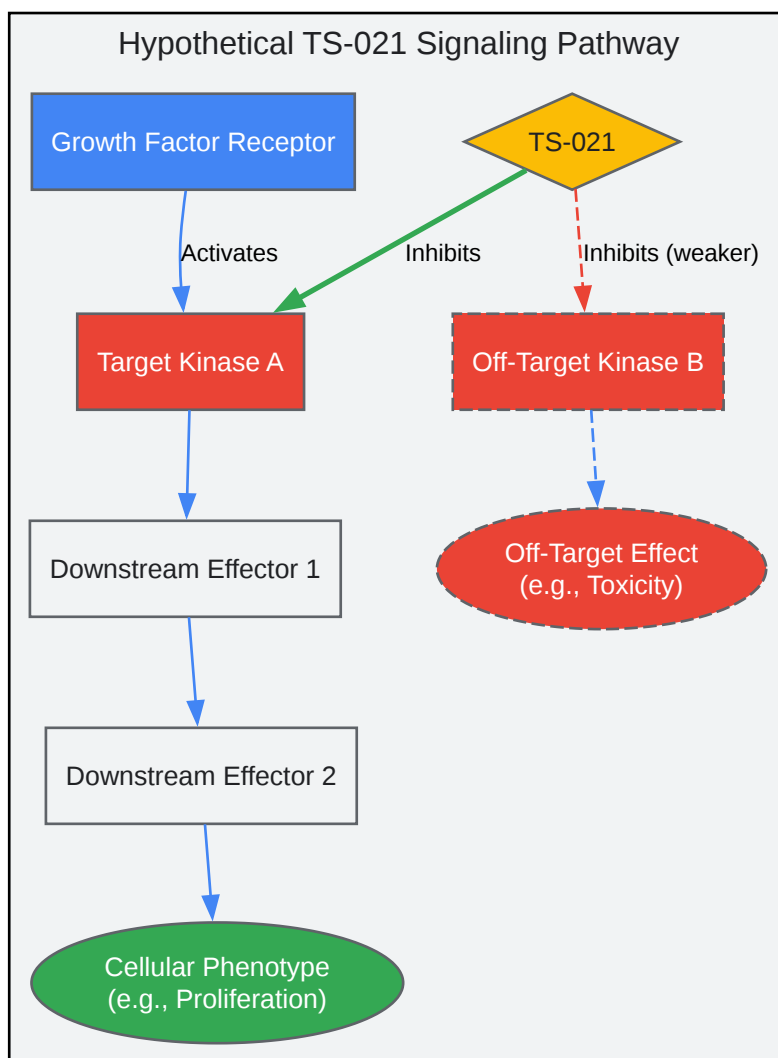 Hypothetical TS-021 Signaling Pathway
Growth Factor Receptor
TS-021
Activates
Inhibits
Inhibits (weaker)
Target Kinase A
Off-Target Kinase B
Downstream Effector 1
Off-Target Effect
(e.g., Toxicity)
Downstream Effector 2
Cellular Phenotype
(e.g., Proliferation)